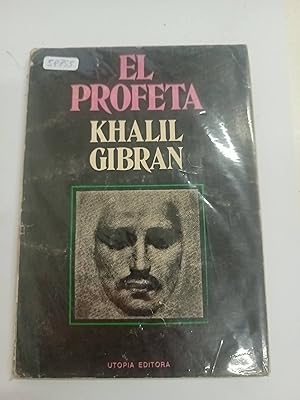 EL
PROFETA
KHALIL
GIBRAN
UTOPIA EDITORA